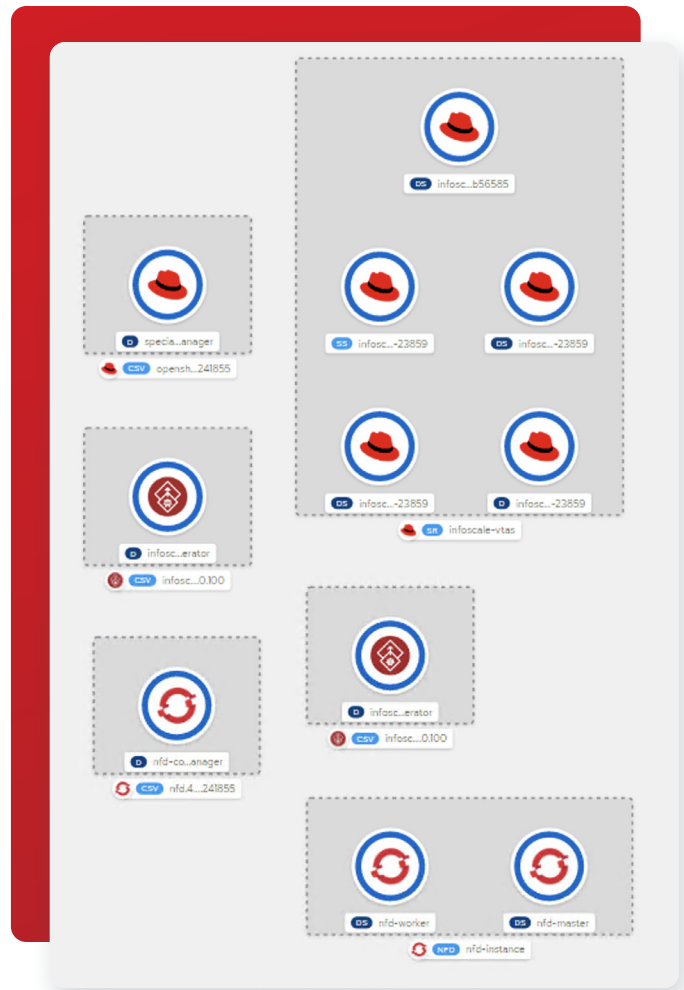 DS infosc...b56585
SS infosc...-23859
DS infosc...-23859
DS infosc...-23859
D infosc...-23859
SR infoscale-vtas
D specia...anager
CSV opensh...241855
D infosc...erator
CSV infosc....0.100
D nfd-co...anager
CSV nfd.4....241855
D infosc...erator
CSV infosc....0.100
DS nfd-worker
DS nfd-master
NFD nfd-instance